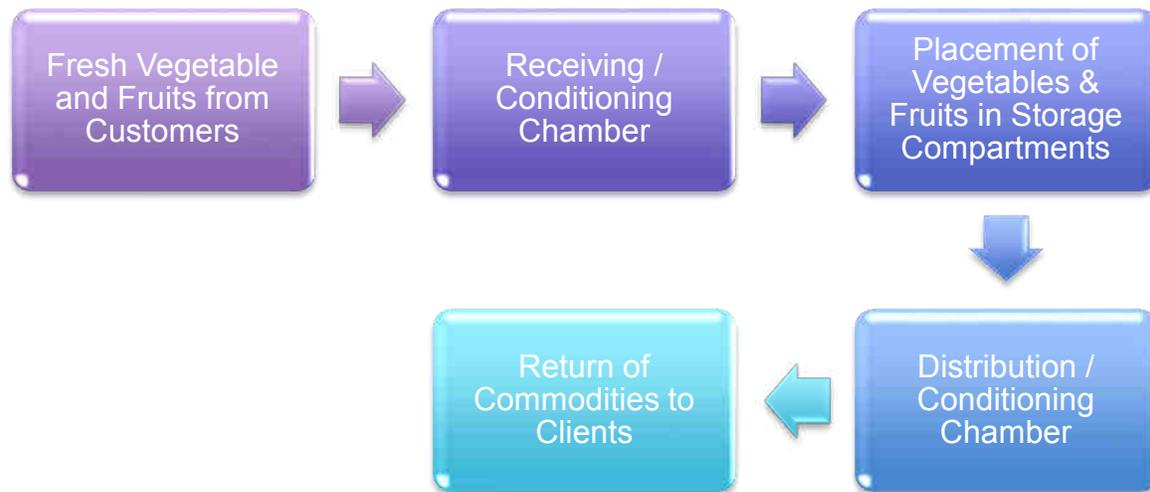 Fresh Vegetable
and Fruits from
Customers
Receiving /
Conditioning
Chamber
Placement of
Vegetables &
Fruits in Storage
Compartments
Distribution /
Conditioning
Chamber
Return of
Commodities to
Clients